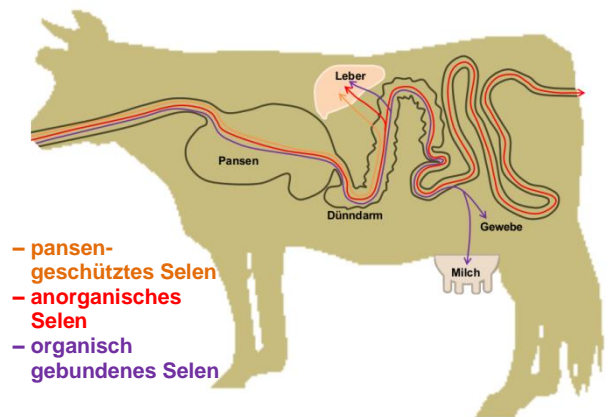 Leber
Pansen
Dünndarm
Gewebe
Milch
– pansen-
geschütztes Selen
– anorganisches
Selen
– organisch
gebundenes Selen